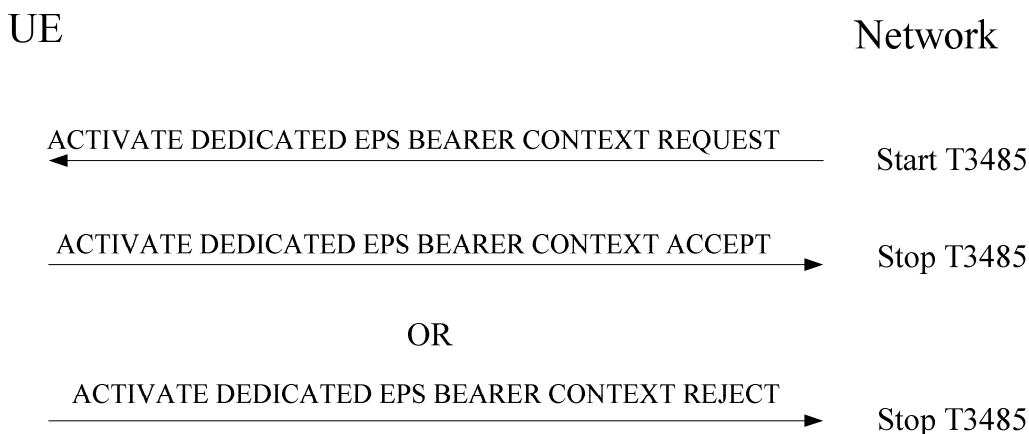 UE
Network
ACTIVATE DEDICATED EPS BEARER CONTEXT REQUEST
Start T3485
ACTIVATE DEDICATED EPS BEARER CONTEXT ACCEPT
Stop T3485
OR
ACTIVATE DEDICATED EPS BEARER CONTEXT REJECT
Stop T3485